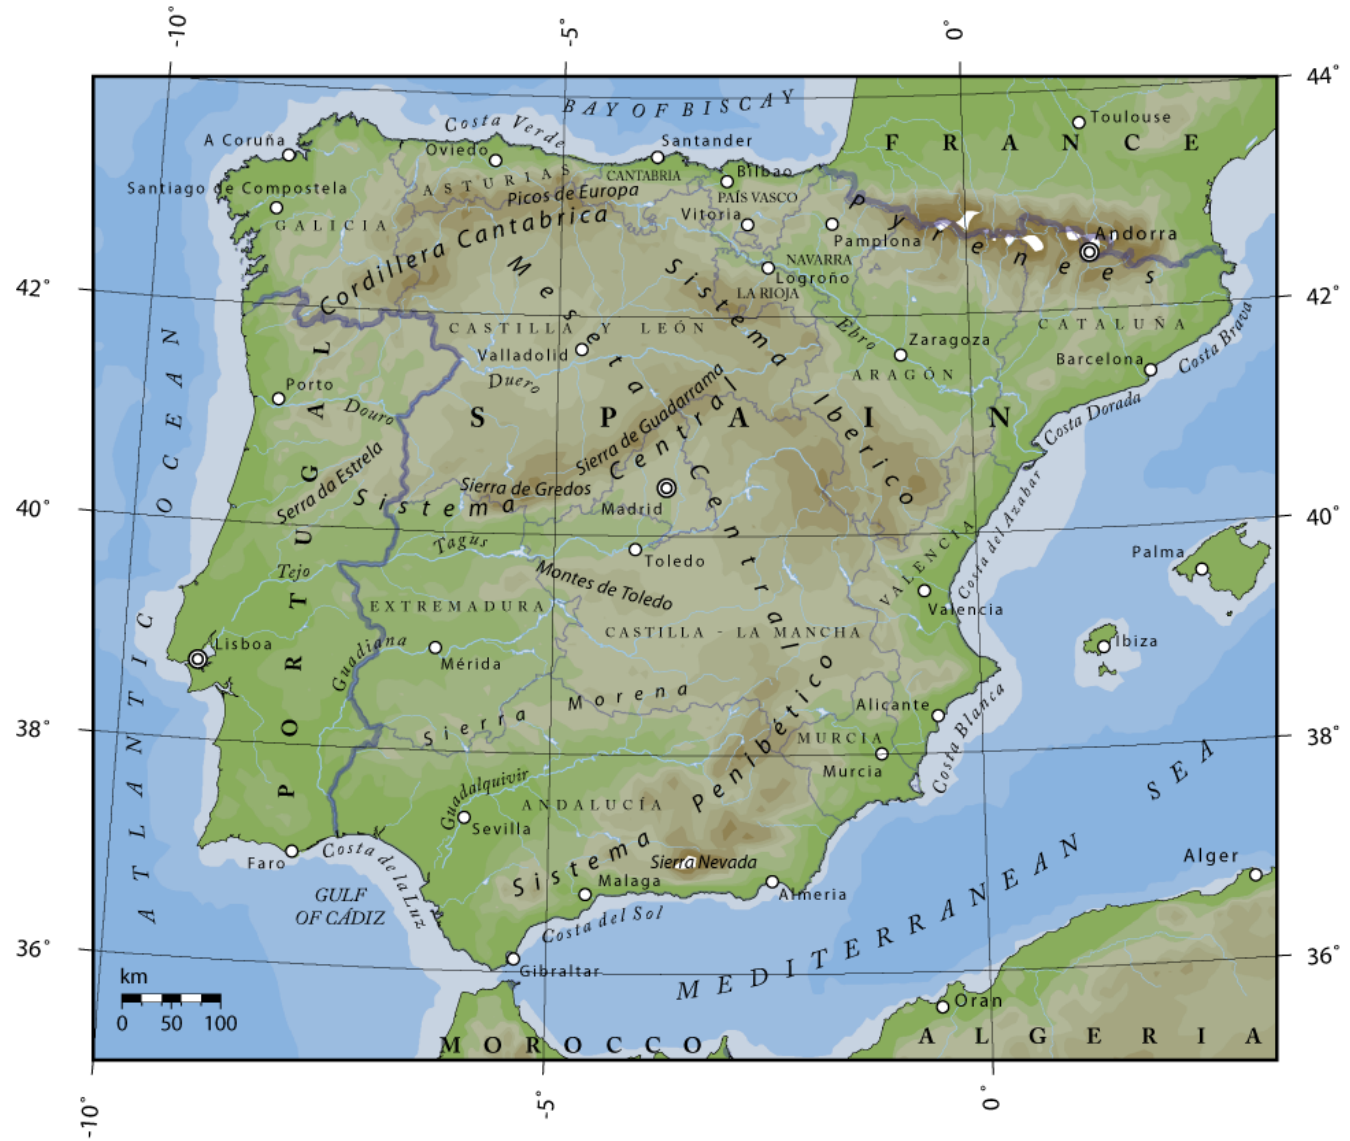 -10°
-5°
0°
44°
BAY OF BISCAY
Costa Verde
Toulouse
FRANCE
A Coruña
Oviedo
Santander
Bilbao
ASTURIAS
CANTABRIA
Picos de Europa
PAÍS VASCO
Santiago de Compostela
GALICIA
Cordillera Cantabrica
Vitoria
Pamplona
Pyrenees
Andorra
NAVARRA
Logroño
LA RIOJA
42°
42°
Meseta Central
Sistema Iberico
CASTILLA Y LEÓN
Valladolid
Duero
Ebro
Zaragoza
ARAGÓN
CATALUÑA
Barcelona
Costa Brava
Costa Dorada
Porto
Douro
PORTUGAL
SPAIN
Sierra de Guadarrama
Sistema Central
Serra da Estrela
Sierra de Gredos
Madrid
40°
40°
Costa del Azahar
Tagus
Tejo
Toledo
Montes de Toledo
VALENCIA
Valencia
Palma
Ibiza
EXTREMADURA
CASTILLA - LA MANCHA
Lisboa
Guadiana
Mérida
Sierra Morena
Alicante
Costa Blanca
38°
38°
MURCIA
Murcia
Sistema Penibético
Guadalquivir
ANDALUCÍA
Sevilla
Sierra Nevada
Faro
Costa de la Luz
GULF
OF CÁDIZ
Malaga
Almeria
Costa del Sol
Gibraltar
ATLANTIC OCEAN
MEDITERRANEAN SEA
Alger
36°
36°
Oran
MOROCCO
ALGERIA
km
0 50 100
-10°
-5°
0°